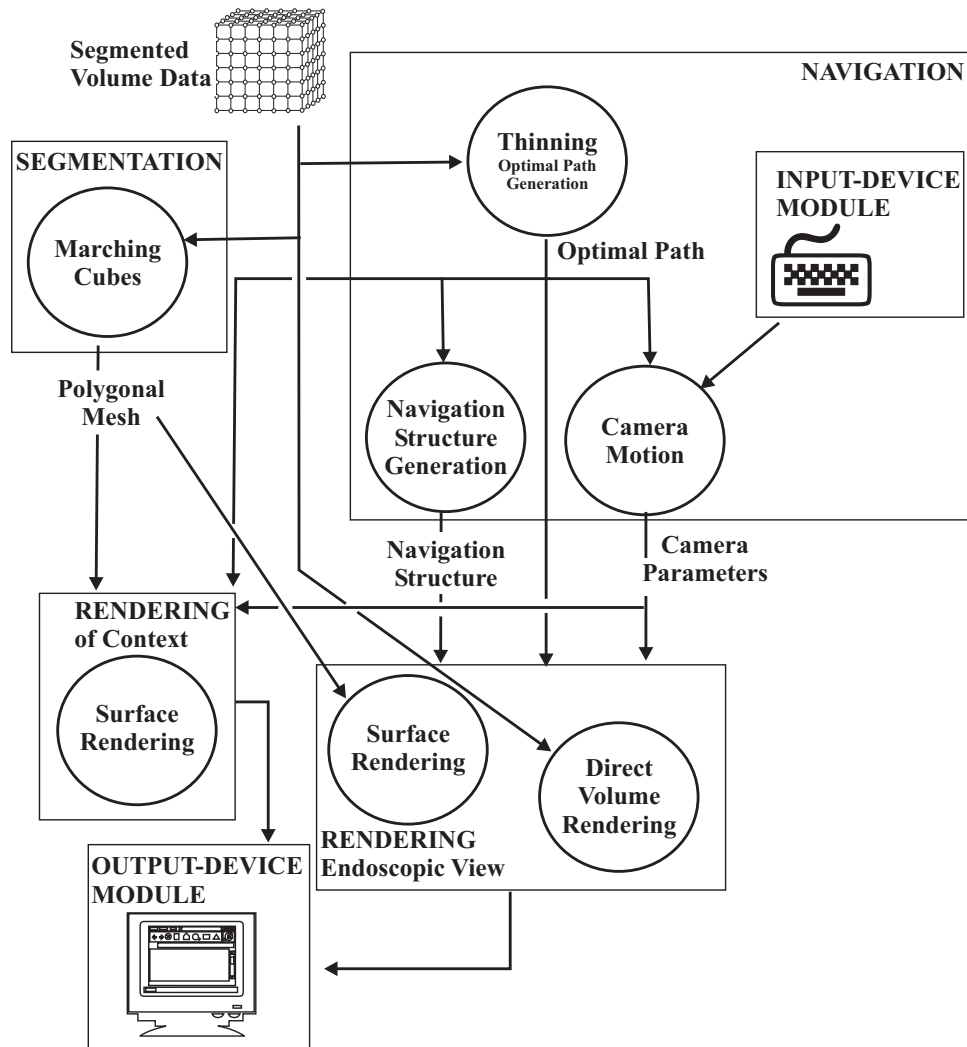 Segmented
Volume Data
NAVIGATION
Thinning
Optimal Path
Generation
SEGMENTATION
INPUT-DEVICE
MODULE
Marching
Cubes
Optimal Path
Polygonal
Mesh
Navigation
Structure
Generation
Camera
Motion
Navigation
Structure
Camera
Parameters
RENDERING
of Context
Surface
Rendering
Surface
Rendering
Direct
Volume
Rendering
RENDERING
Endoscopic View
OUTPUT-DEVICE
MODULE